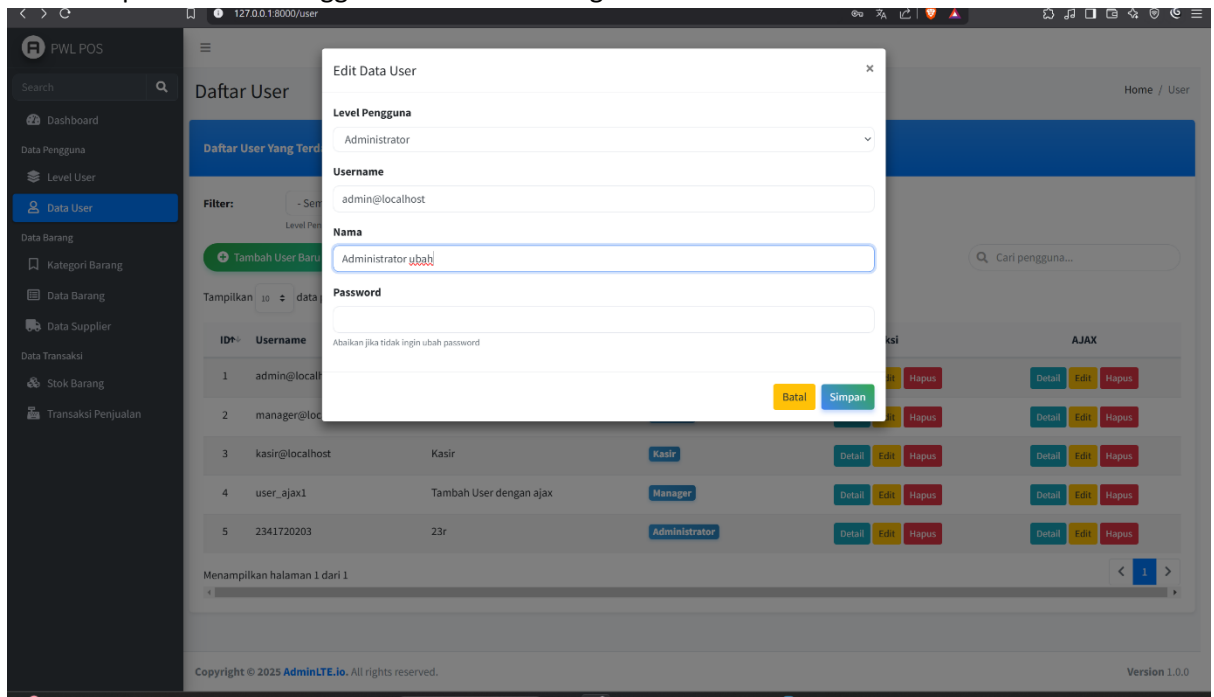 127.0.0.1:8000/user
PWL POS
Search
Dashboard
Data Pengguna
Level User
Data User
Data Barang
Kategori Barang
Data Barang
Data Supplier
Data Transaksi
Stok Barang
Transaksi Penjualan
Daftar User
Home / User
Daftar User Yang Terd
Filter:
- Sem
Level Pen
Tambah User Baru
Cari pengguna...
Tampilkan 10 data
Edit Data User
×
Level Pengguna
Administrator
Username
admin@localhost
Nama
Administrator ubah
Password
Abaikan jika tidak ingin ubah password
Batal Simpan
ID Username ksi AJAX
1 admin@localh dit Hapus Detail Edit Hapus
2 manager@loc dit Hapus Detail Edit Hapus
3 kasir@localhost Kasir Kasir Detail Edit Hapus Detail Edit Hapus
4 user_ajax1 Tambah User dengan ajax Manager Detail Edit Hapus Detail Edit Hapus
5 2341720203 23r Administrator Detail Edit Hapus Detail Edit Hapus
Menampilkan halaman 1 dari 1
< 1 >
Copyright © 2025 AdminLTE.io. All rights reserved.
Version 1.0.0